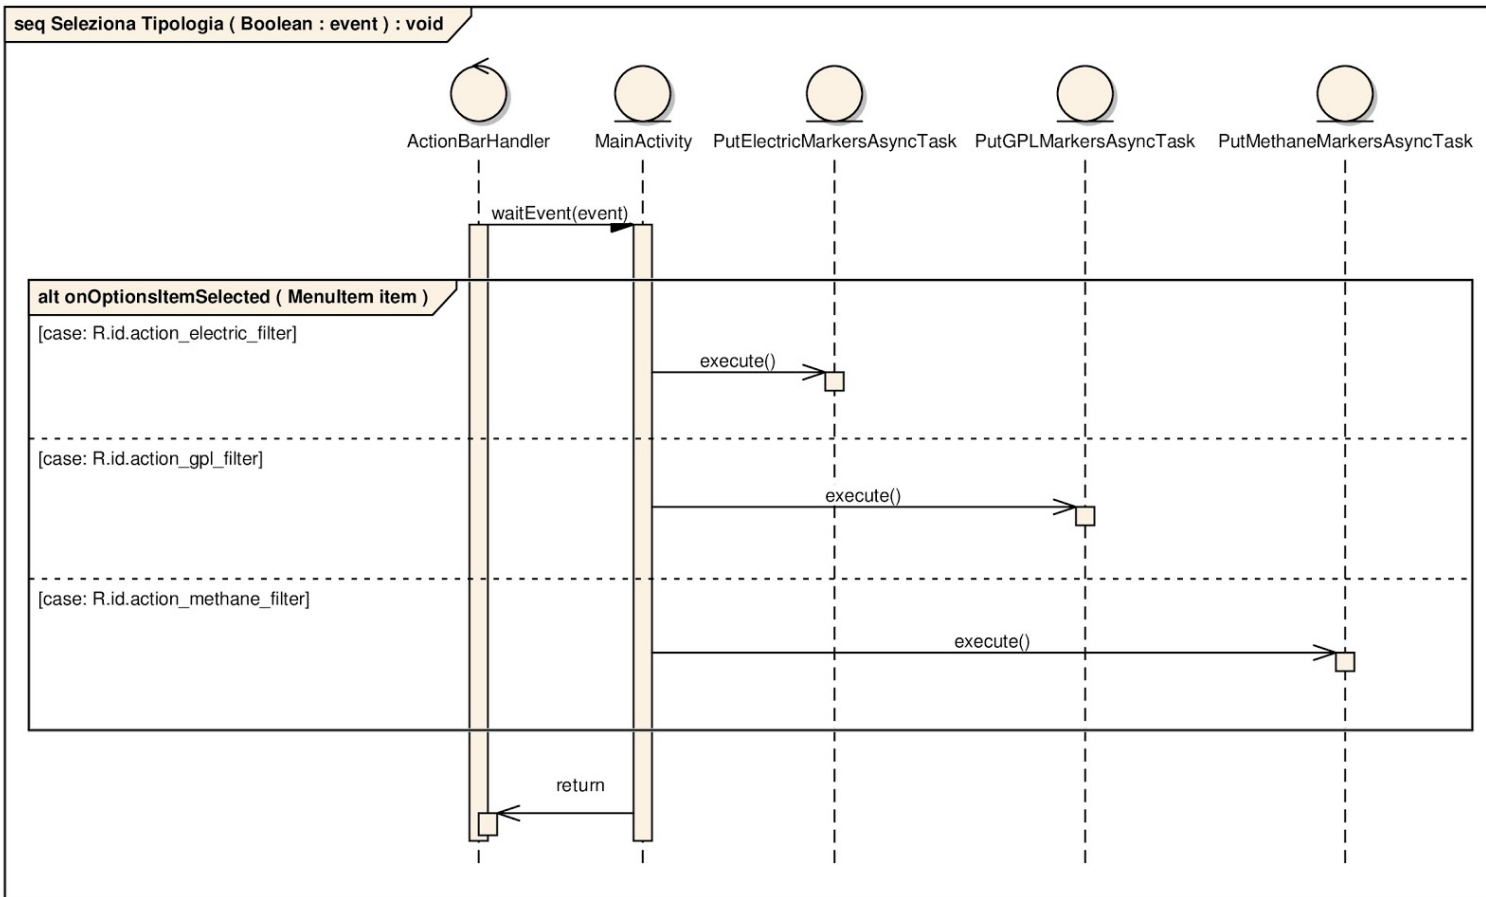 seq Seleziona Tipologia ( Boolean : event ) : void
ActionBarHandler
MainActivity
PutElectricMarkersAsyncTask
PutGPLMarkersAsyncTask
PutMethaneMarkersAsyncTask
waitEvent(event)
alt onOptionsItemSelected ( MenuItem item )
[case: R.id.action_electric_filter]
execute()
[case: R.id.action_gpl_filter]
execute()
[case: R.id.action_methane_filter]
execute()
return